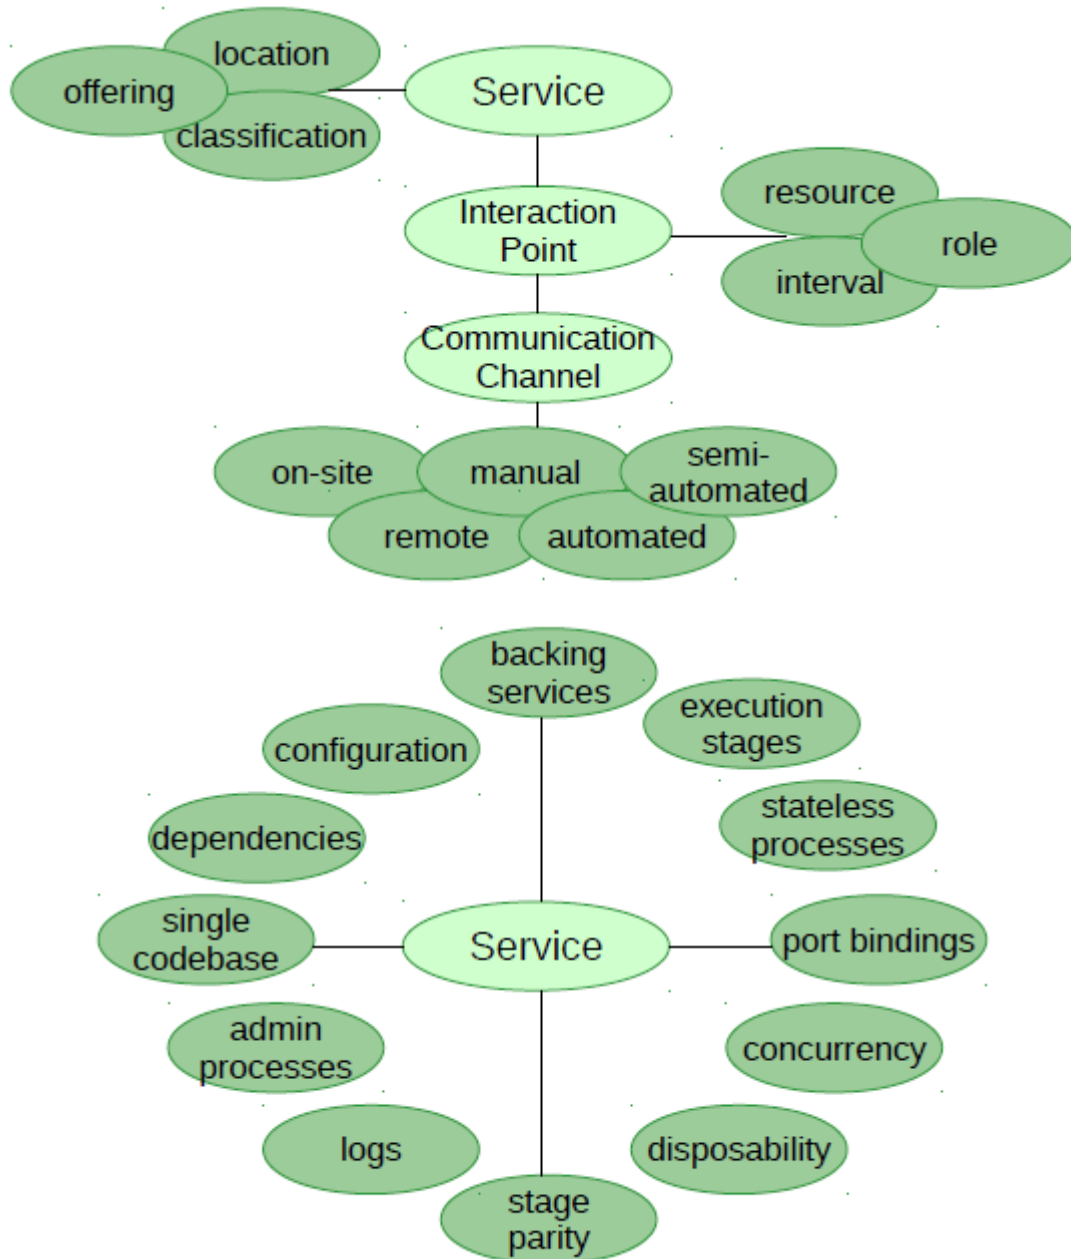 location
offering
classification
Service
Interaction
Point
resource
role
interval
Communication
Channel
on-site
manual
semi-
automated
remote
automated
backing
services
execution
stages
configuration
stateless
processes
dependencies
single
codebase
Service
port bindings
admin
processes
concurrency
logs
disposability
stage
parity